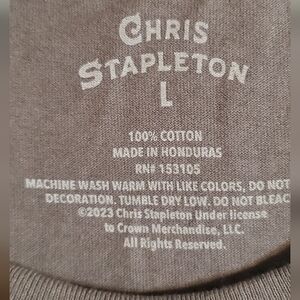 CHRIS
STAPLETON
L
100% COTTON
MADE IN HONDURAS
RN# 153105
MACHINE WASH WARM WITH LIKE COLORS, DO NOT
DECORATION. TUMBLE DRY LOW. DO NOT BLEAC
©2023 Chris Stapleton Under license
to Crown Merchandise, LLC.
All Rights Reserved.